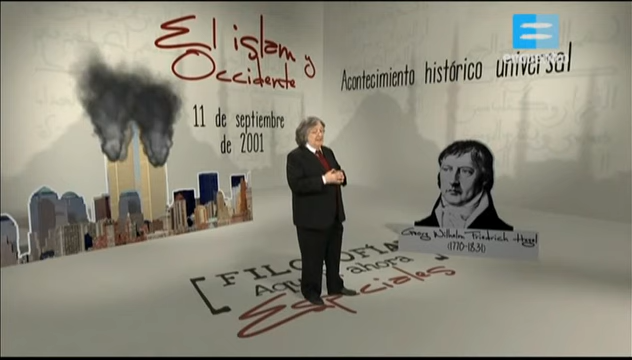 El islam y
Occidente
11 de septiembre
de 2001
Acontecimiento histórico universal
Georg Wilhelm Friedrich Hegel
(1770-1831)
[FILOSOFÍA
Aquí y ahora]
Especiales